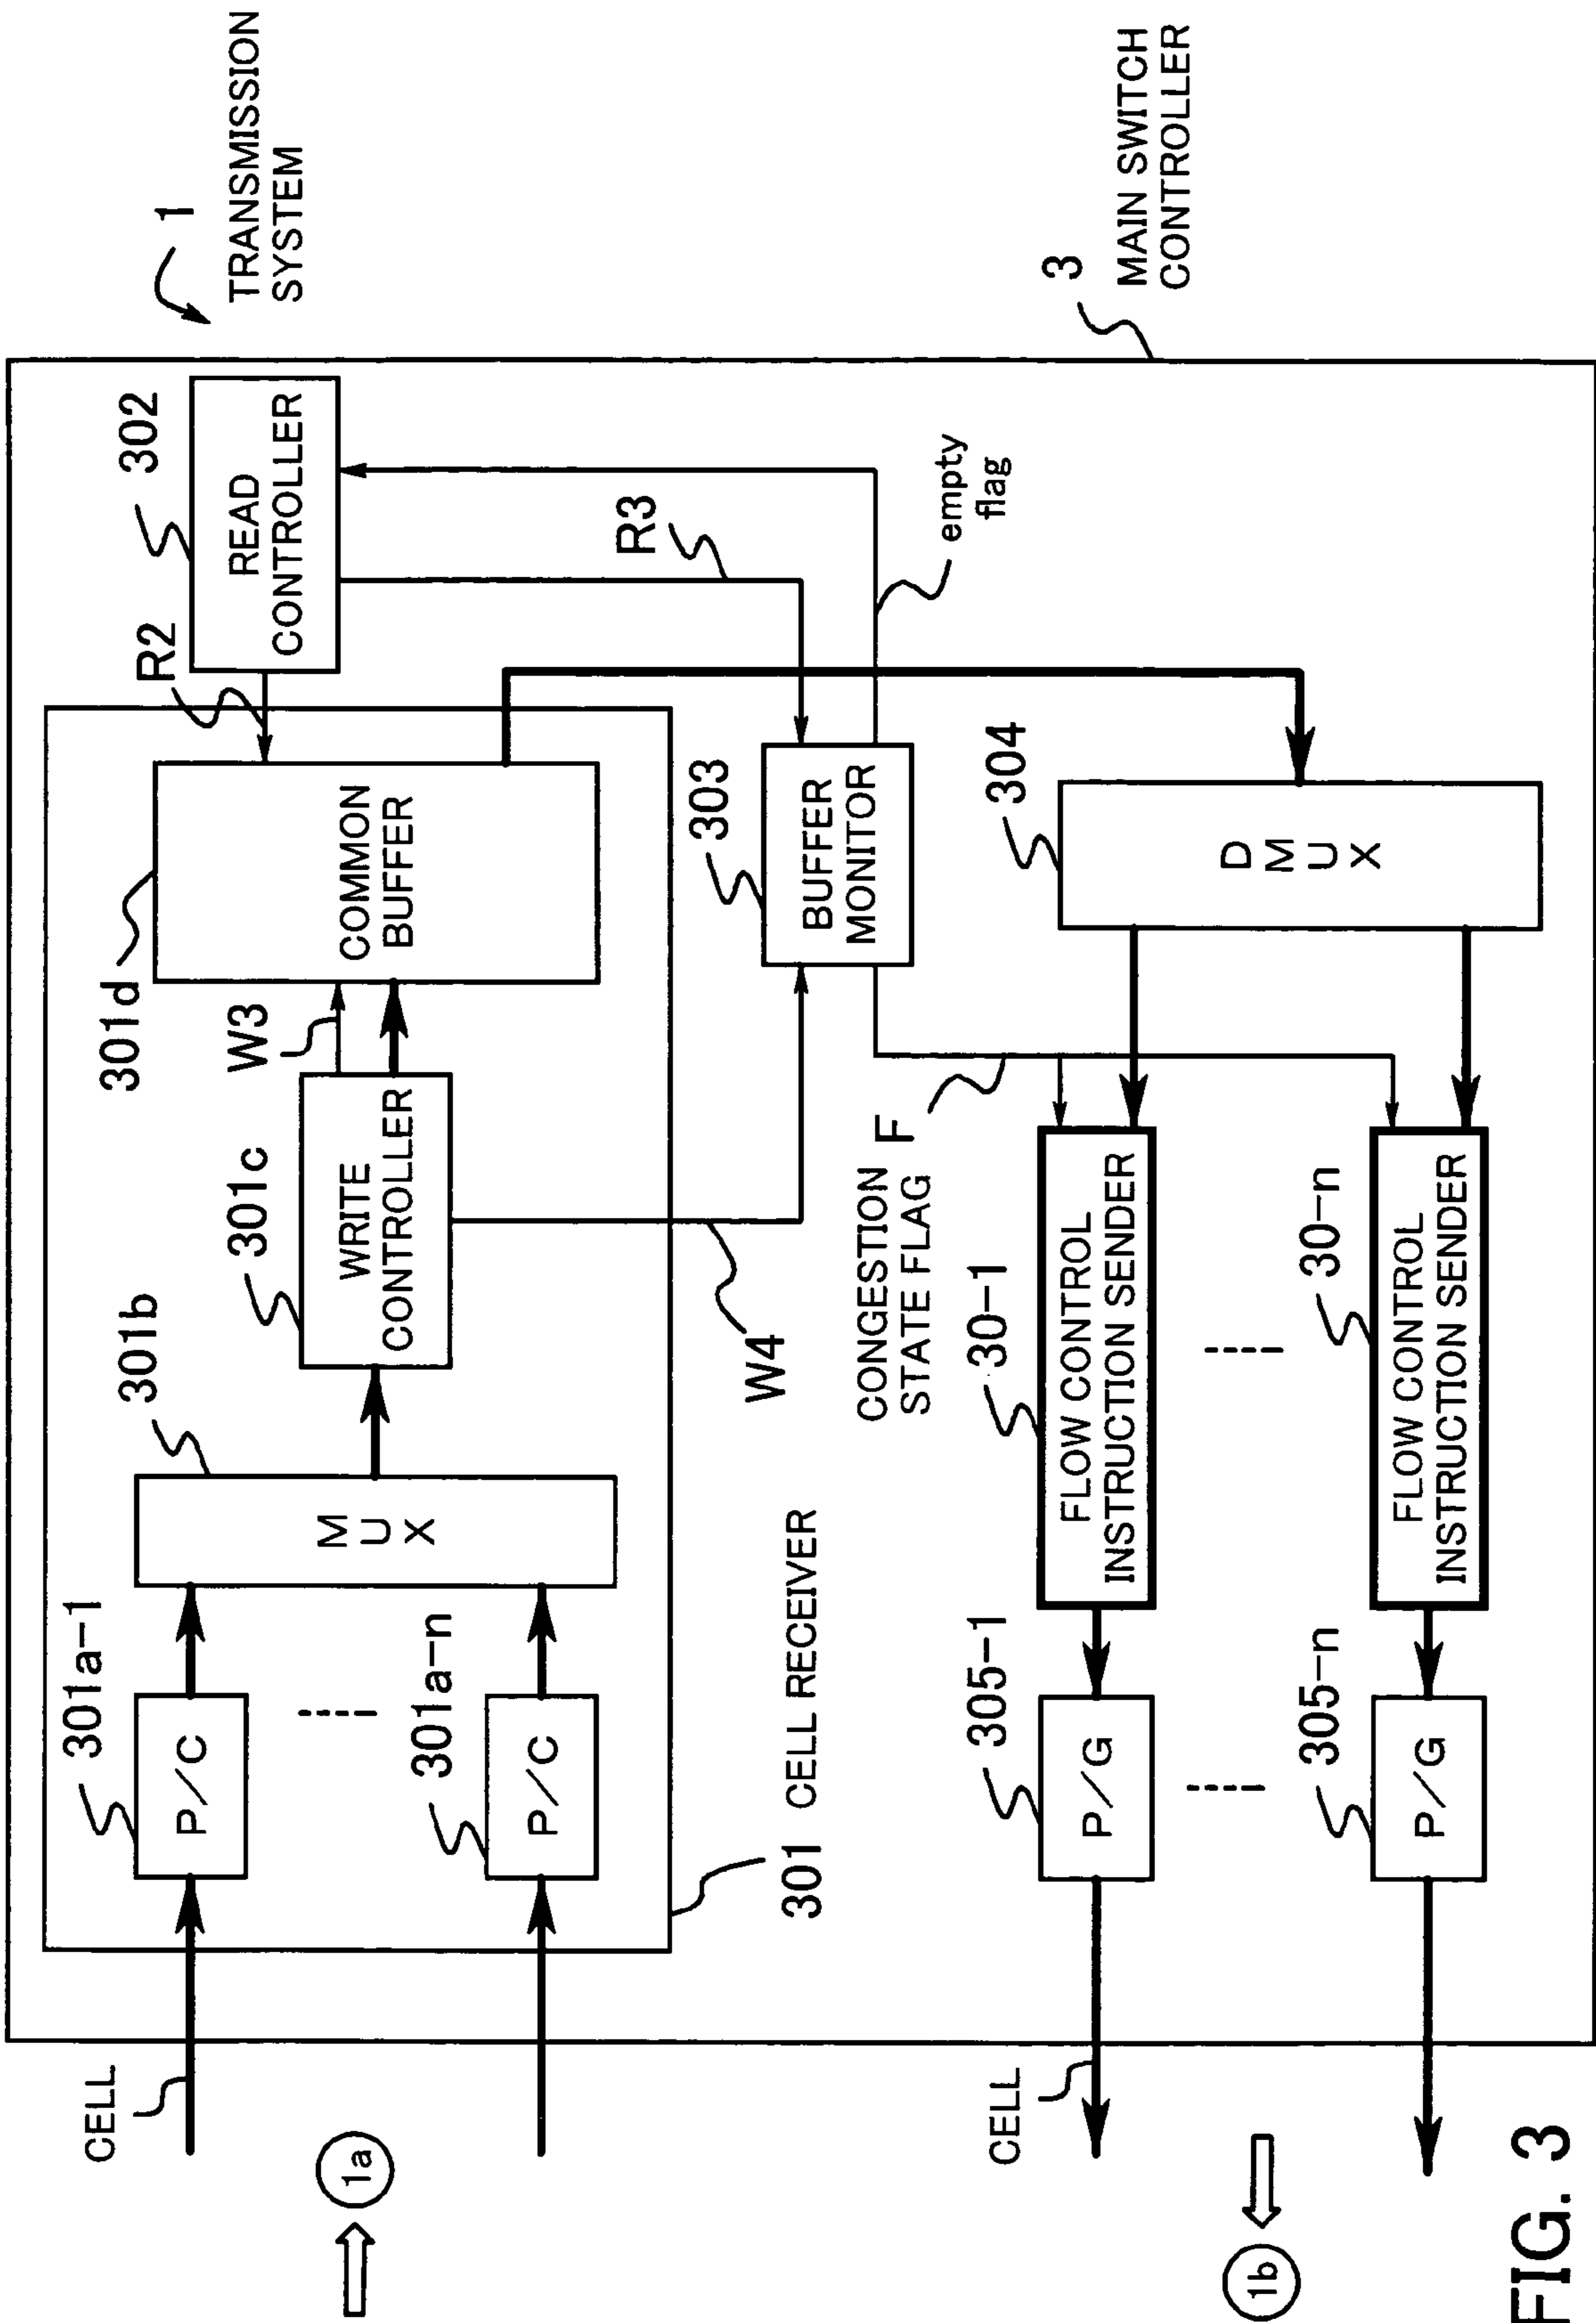 1
TRANSMISSION
SYSTEM
3
MAIN SWITCH
CONTROLLER
302
READ
CONTROLLER
R2
R3
empty
flag
301d
COMMON
BUFFER
W3
301c
WRITE
CONTROLLER
W4
301b
MUX
301a-1
P/C
301a-n
P/C
301 CELL RECEIVER
CELL
1a
303
BUFFER
MONITOR
304
DMUX
F
CONGESTION
STATE FLAG
30-1
FLOW CONTROL
INSTRUCTION SENDER
30-n
FLOW CONTROL
INSTRUCTION SENDER
305-1
P/G
305-n
P/G
CELL
1b
FIG. 3